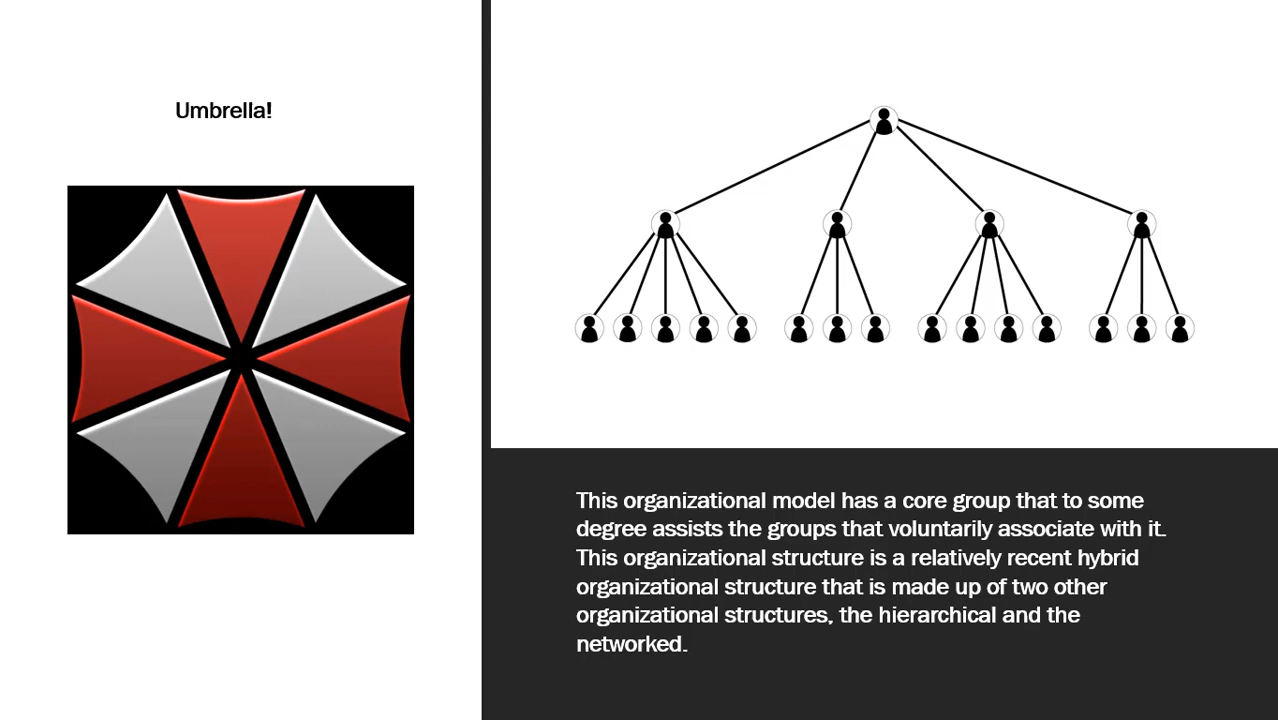 Umbrella!
This organizational model has a core group that to some
degree assists the groups that voluntarily associate with it.
This organizational structure is a relatively recent hybrid
organizational structure that is made up of two other
organizational structures, the hierarchical and the
networked.